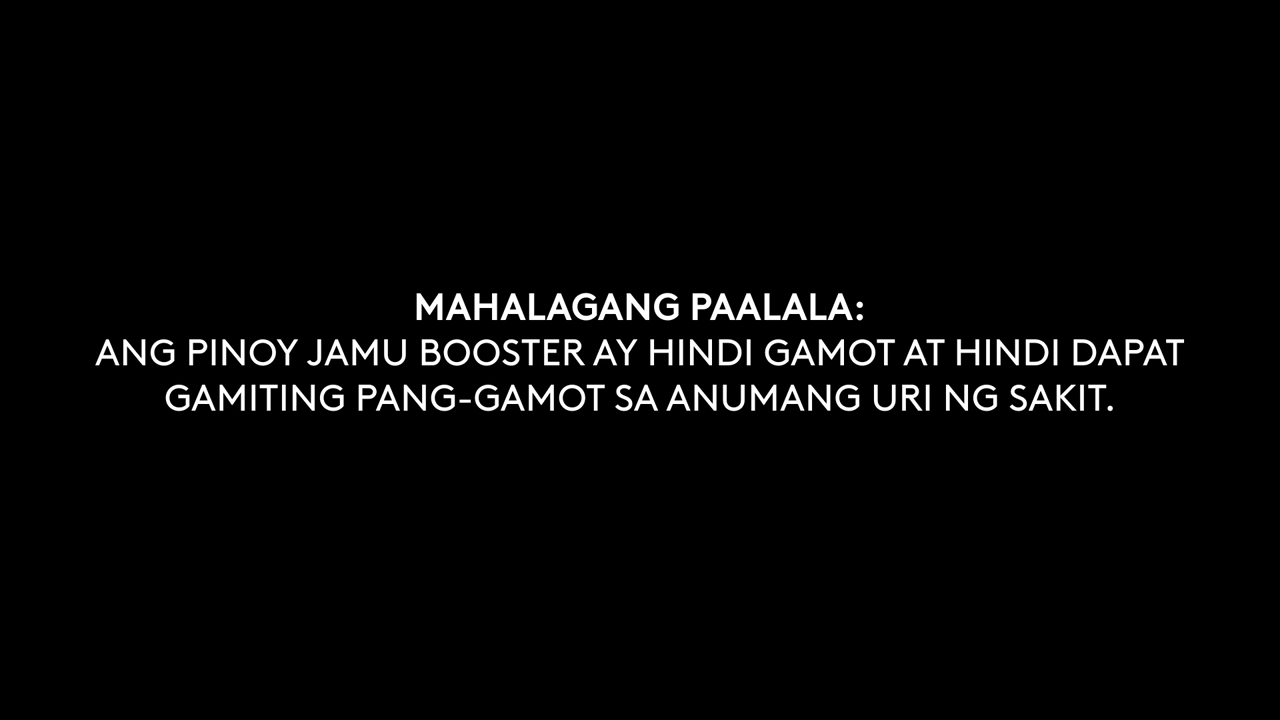 MAHALAGANG PAALALA:
ANG PINOY JAMU BOOSTER AY HINDI GAMOT AT HINDI DAPAT
GAMITING PANG-GAMOT SA ANUMANG URI NG SAKIT.